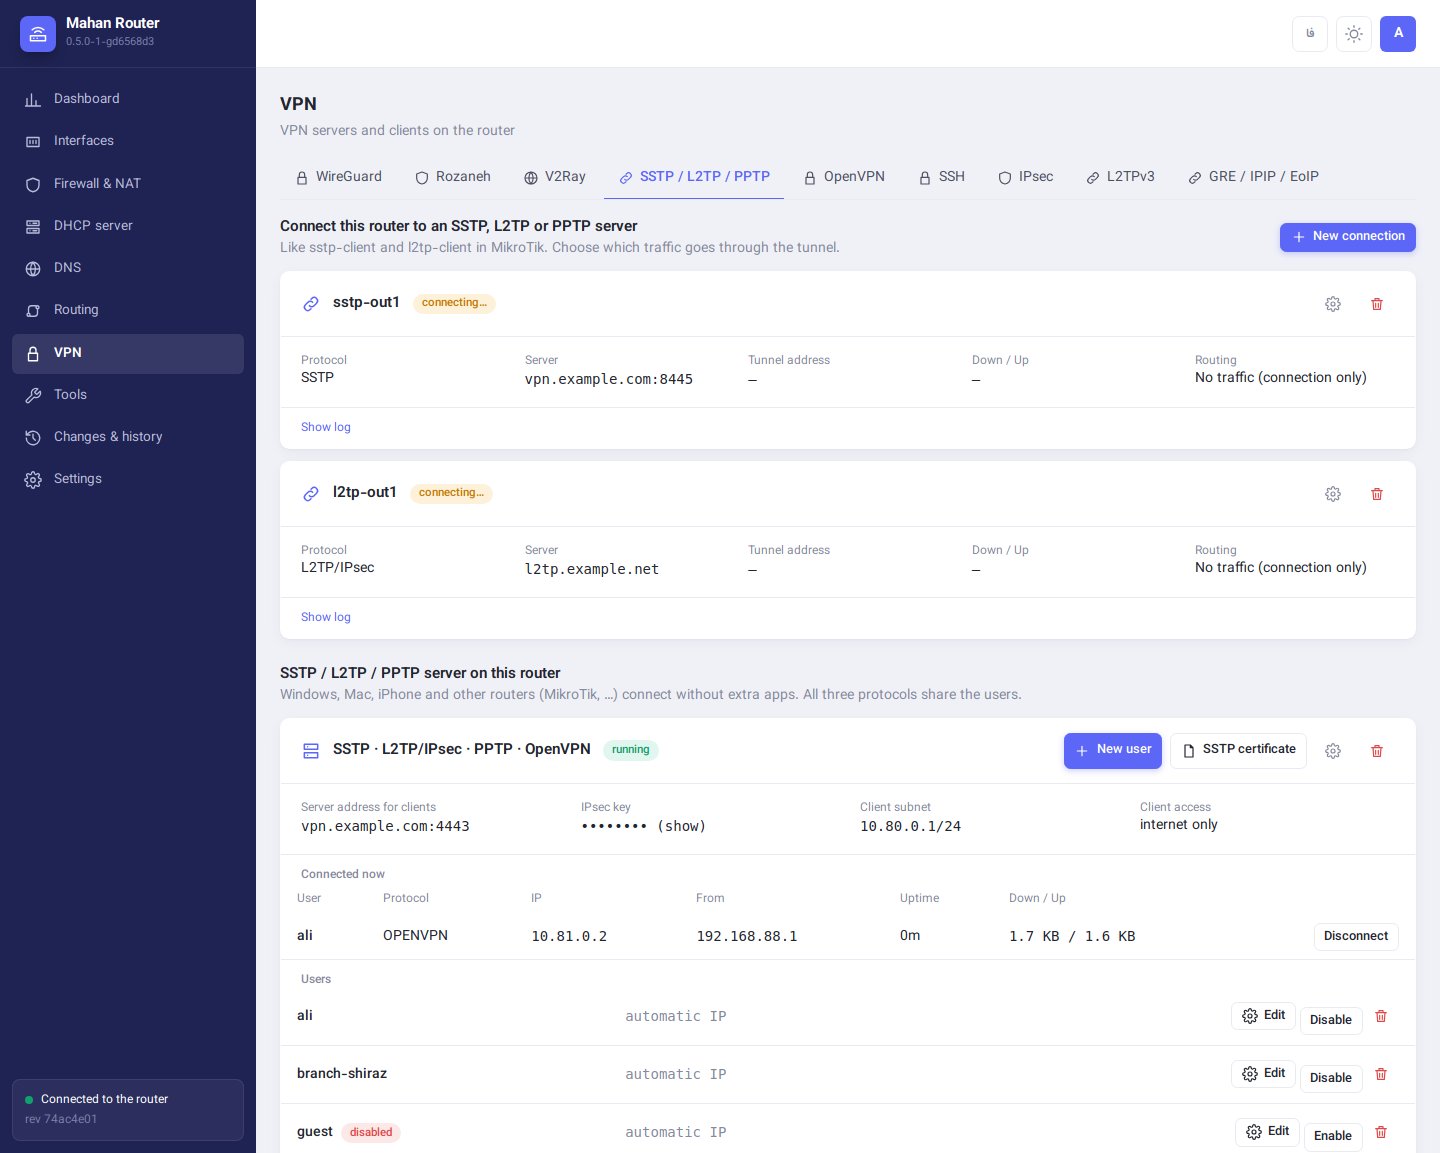 Mahan Router
0.5.0-1-gd6568d3
فا
A
Dashboard
Interfaces
Firewall & NAT
DHCP server
DNS
Routing
VPN
Tools
Changes & history
Settings
Connected to the router
rev 74ac4e01
VPN
VPN servers and clients on the router
WireGuard
Rozaneh
V2Ray
SSTP / L2TP / PPTP
OpenVPN
SSH
IPsec
L2TPv3
GRE / IPIP / EoIP
Connect this router to an SSTP, L2TP or PPTP server
Like sstp-client and l2tp-client in MikroTik. Choose which traffic goes through the tunnel.
New connection
sstp-out1 connecting…
Protocol Server Tunnel address Down / Up Routing
SSTP vpn.example.com:8445 — — No traffic (connection only)
Show log
l2tp-out1 connecting…
Protocol Server Tunnel address Down / Up Routing
L2TP/IPsec l2tp.example.net — — No traffic (connection only)
Show log
SSTP / L2TP / PPTP server on this router
Windows, Mac, iPhone and other routers (MikroTik, …) connect without extra apps. All three protocols share the users.
SSTP · L2TP/IPsec · PPTP · OpenVPN running New user SSTP certificate
Server address for clients IPsec key Client subnet Client access
vpn.example.com:4443 •••••••• (show) 10.80.0.1/24 internet only
Connected now
User Protocol IP From Uptime Down / Up
ali OPENVPN 10.81.0.2 192.168.88.1 0m 1.7 KB / 1.6 KB Disconnect
Users
ali automatic IP Edit Disable
branch-shiraz automatic IP Edit Disable
guest disabled automatic IP Edit Enable